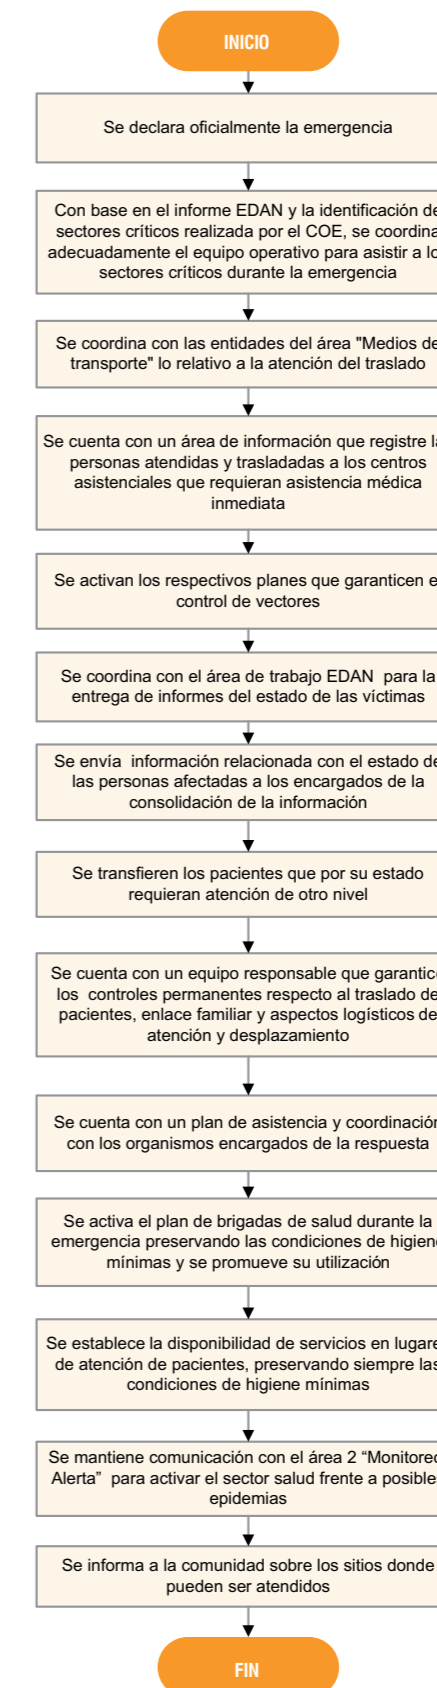 INICIO
Se declara oficialmente la emergencia
Con base en el informe EDAN y la identificación de
sectores críticos realizada por el COE, se coordina
adecuadamente el equipo operativo para asistir a lo
sectores críticos durante la emergencia
Se coordina con las entidades del área "Medios de
transporte" lo relativo a la atención del traslado
Se cuenta con un área de información que registre la
personas atendidas y trasladadas a los centros
asistenciales que requieran asistencia médica
inmediata
Se activan los respectivos planes que garanticen e
control de vectores
Se coordina con el área de trabajo EDAN para la
entrega de informes del estado de las víctimas
Se envía información relacionada con el estado de
las personas afectadas a los encargados de la
consolidación de la información
Se transfieren los pacientes que por su estado
requieran atención de otro nivel
Se cuenta con un equipo responsable que garantice
los controles permanentes respecto al traslado de
pacientes, enlace familiar y aspectos logísticos de
atención y desplazamiento
Se cuenta con un plan de asistencia y coordinación
con los organismos encargados de la respuesta
Se activa el plan de brigadas de salud durante la
emergencia preservando las condiciones de higiene
mínimas y se promueve su utilización
Se establece la disponibilidad de servicios en lugare
de atención de pacientes, preservando siempre las
condiciones de higiene mínimas
Se mantiene comunicación con el área 2 “Monitoreo
Alerta” para activar el sector salud frente a posibles
epidemias
Se informa a la comunidad sobre los sitios donde
pueden ser atendidos
FIN